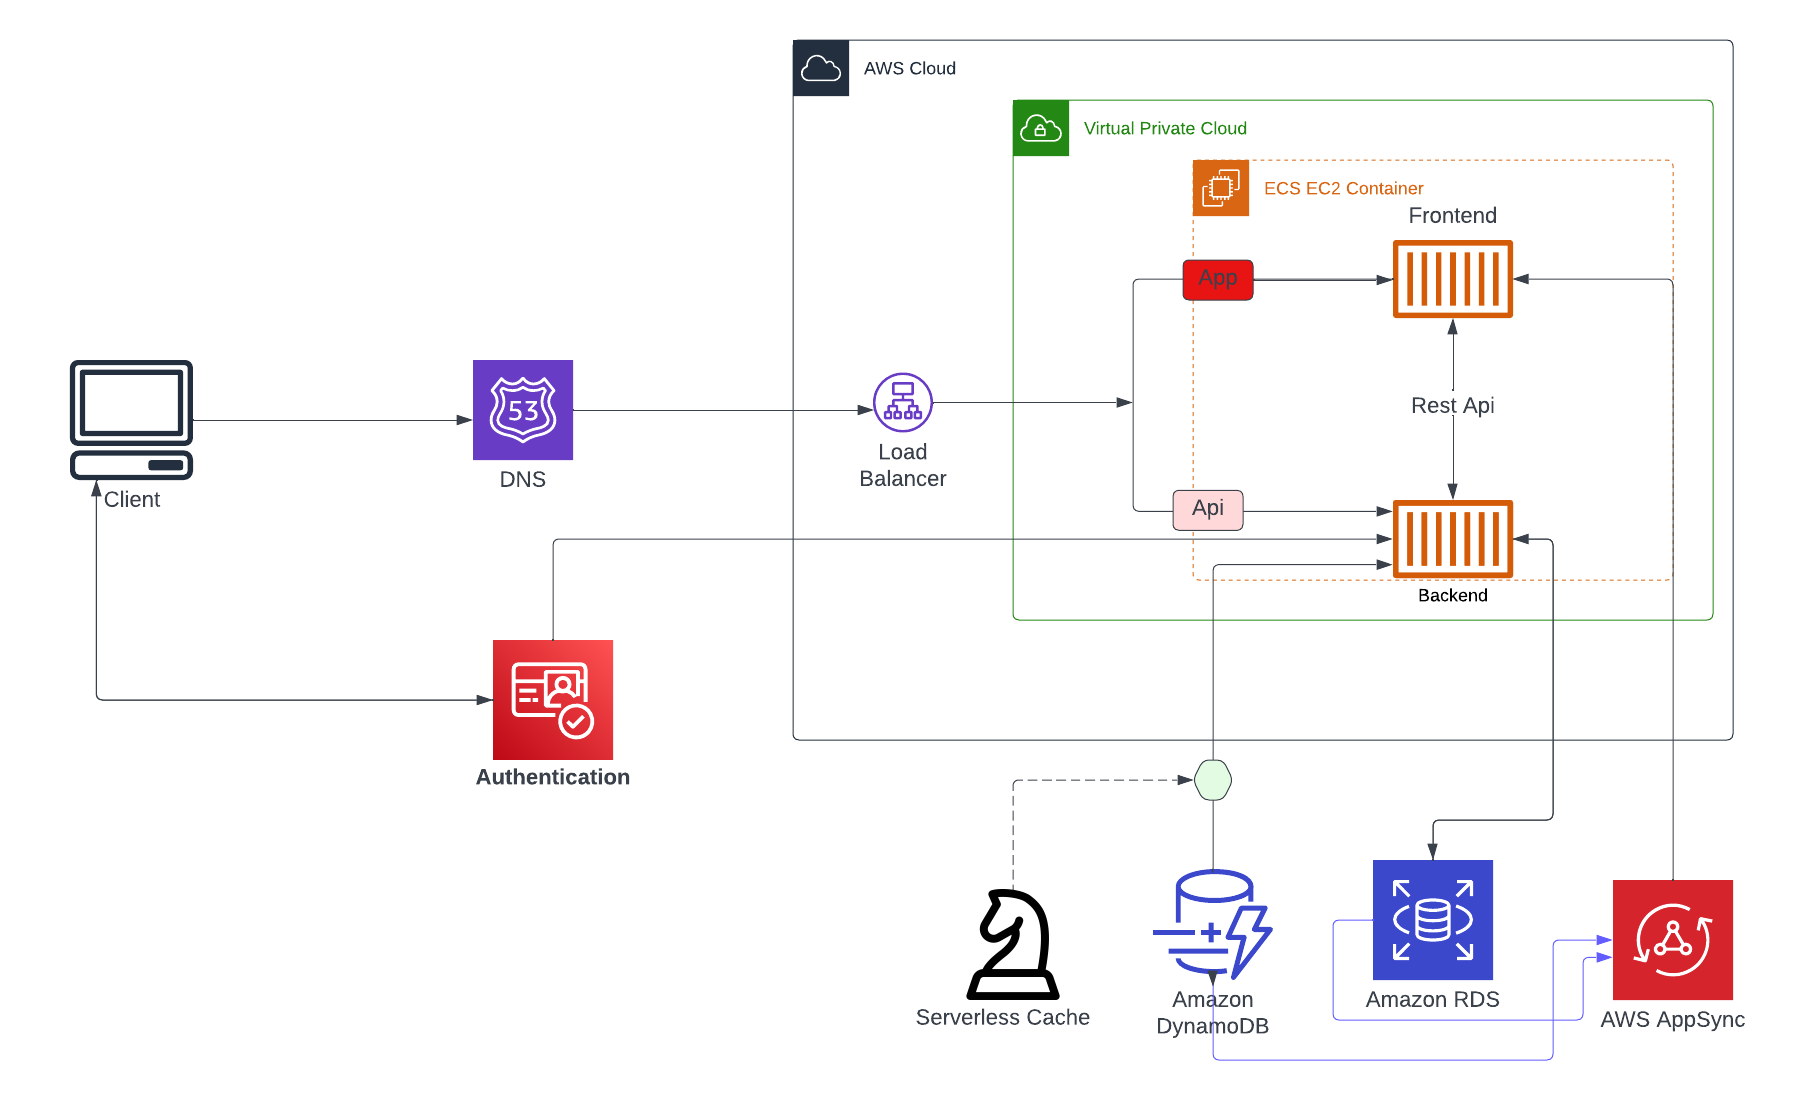 AWS Cloud
Virtual Private Cloud
ECS EC2 Container
Frontend
App
53
Rest Api
DNS
Load
Balancer
Client
Api
Backend
Authentication
Serverless Cache
Amazon
DynamoDB
Amazon RDS
AWS AppSync